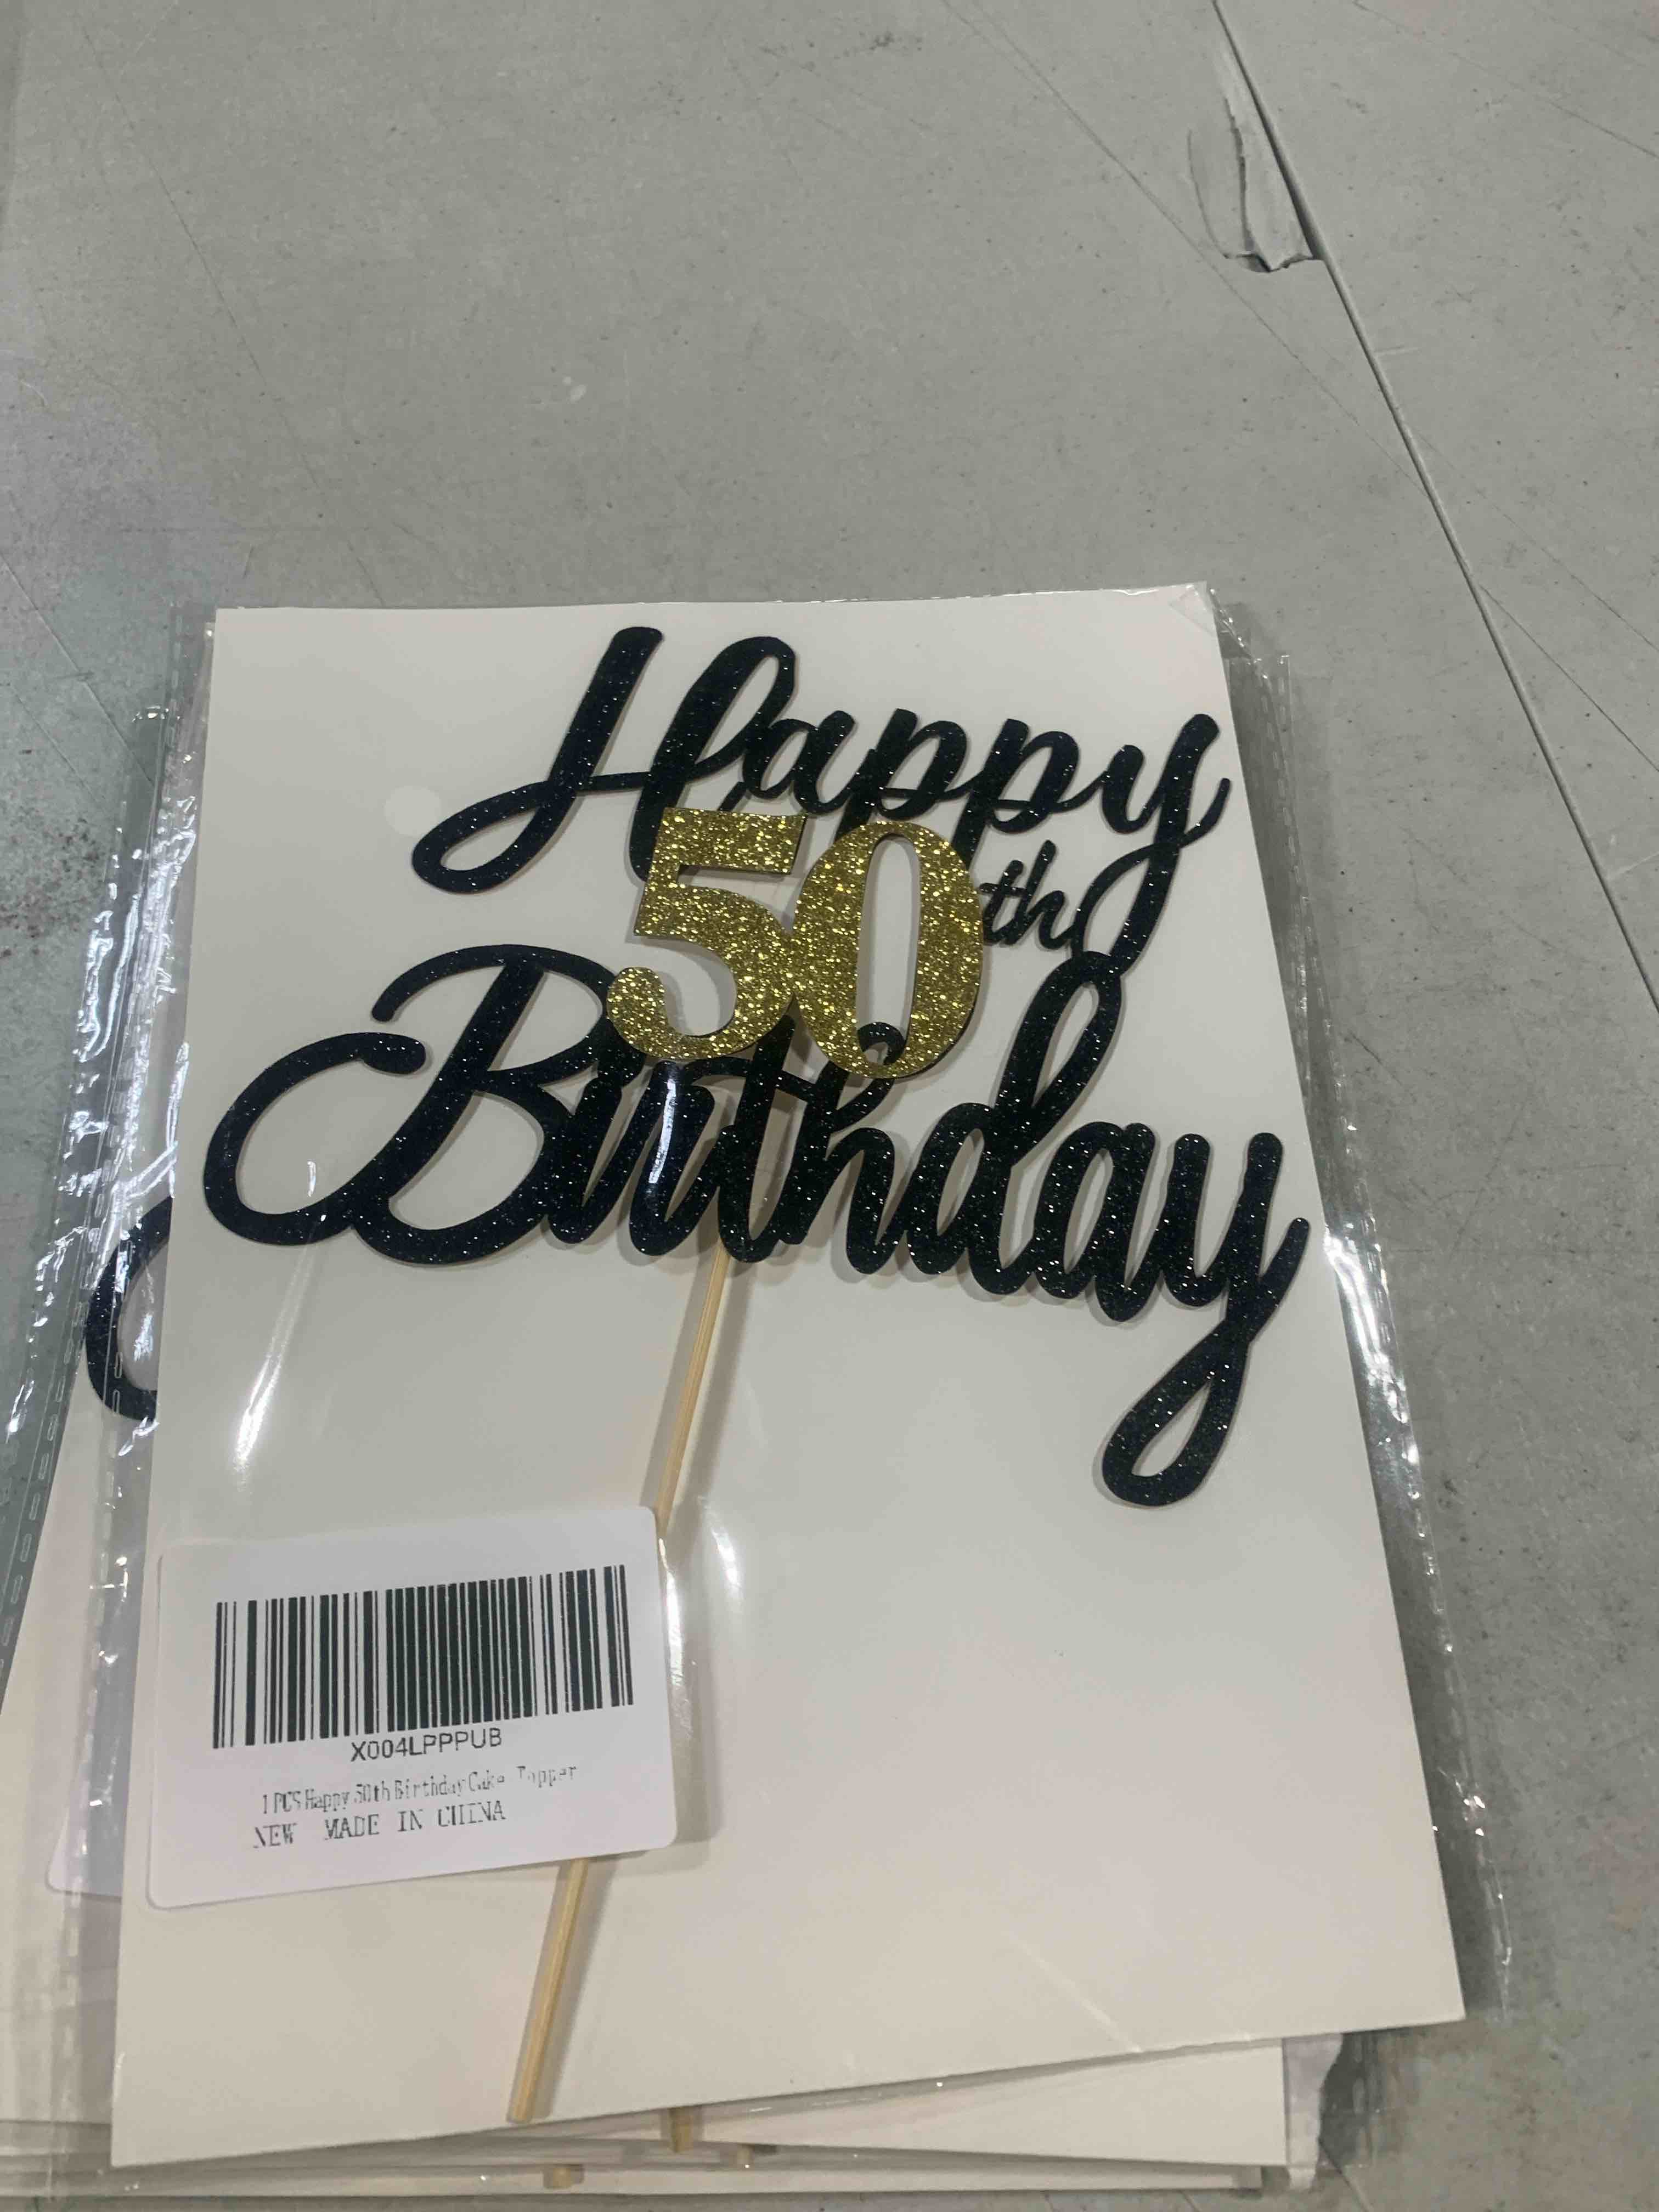 Happy
50th
Birthday
X004LPPPUB
1 PCS Happy 50th Birthday Cake Topper
NEW MADE IN CHINA